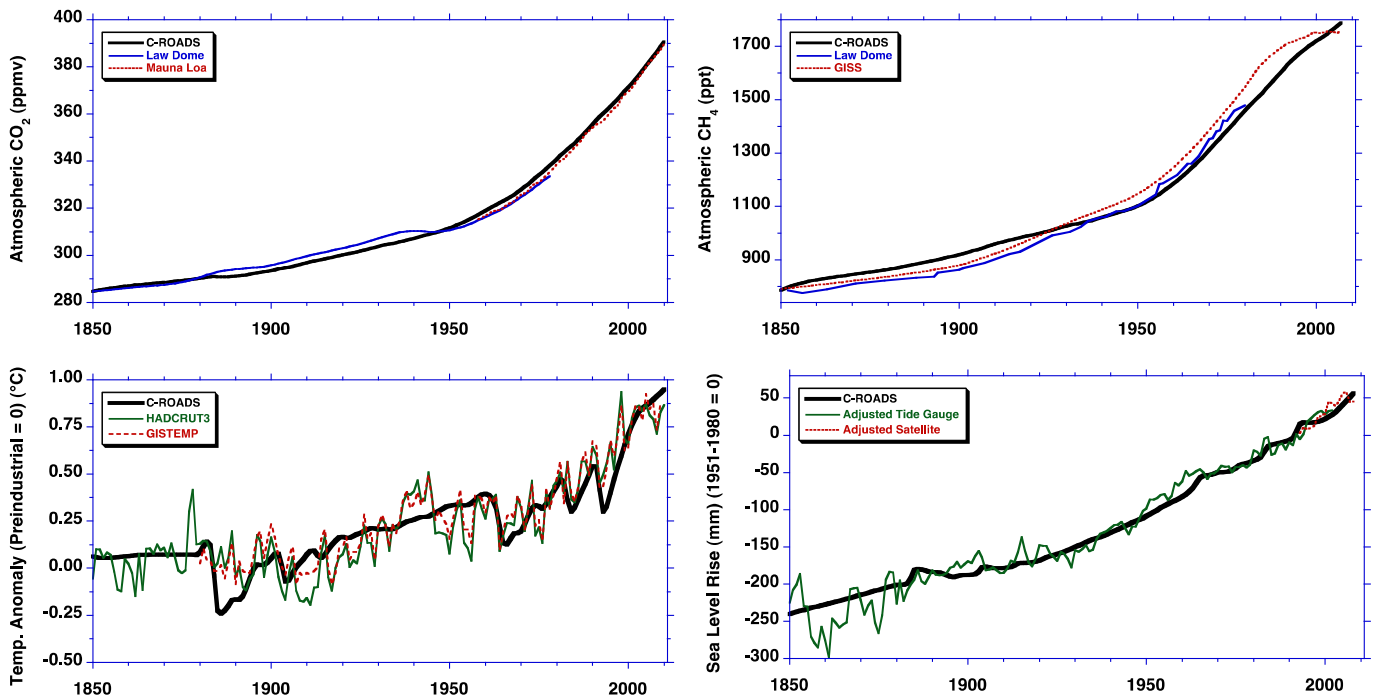 400
380
360
340
320
300
280
Atmospheric CO2 (ppmv)
C-ROADS
Law Dome
Mauna Loa
1850 1900 1950 2000
1700
1500
1300
1100
900
Atmospheric CH4 (ppt)
C-ROADS
Law Dome
GISS
1850 1900 1950 2000
1.00
0.75
0.50
0.25
0.00
-0.25
-0.50
Temp. Anomaly (Preindustrial = 0) (°C)
C-ROADS
HADCRUT3
GISTEMP
1850 1900 1950 2000
50
0
-50
-100
-150
-200
-250
-300
Sea Level Rise (mm) (1951-1980 = 0)
C-ROADS
Adjusted Tide Gauge
Adjusted Satellite
1850 1900 1950 2000